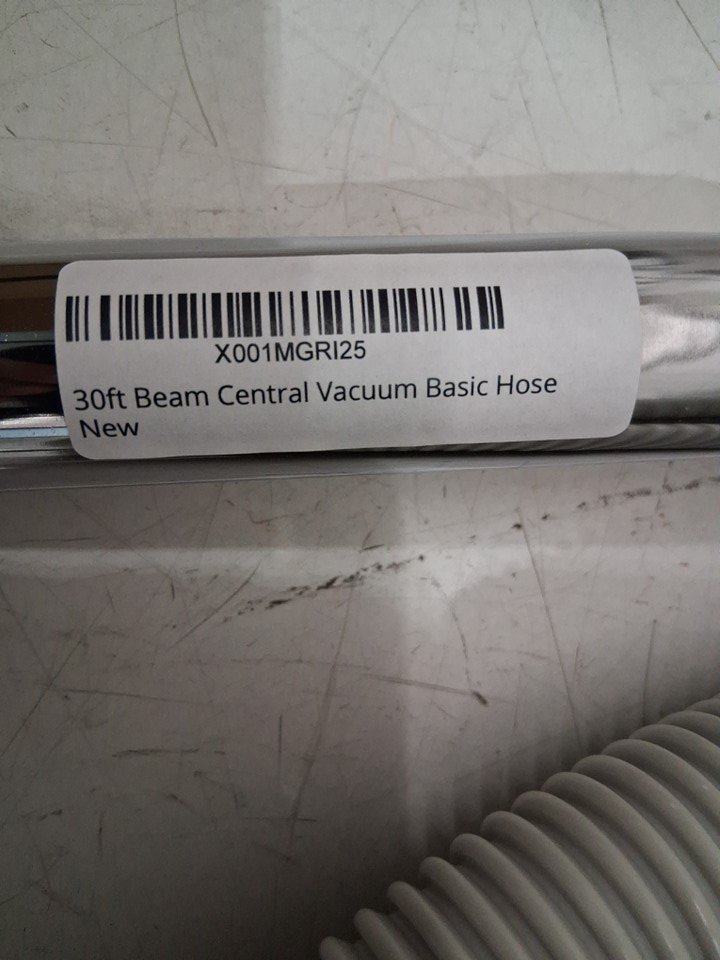 X001MGRI25
30ft Beam Central Vacuum Basic Hose
New